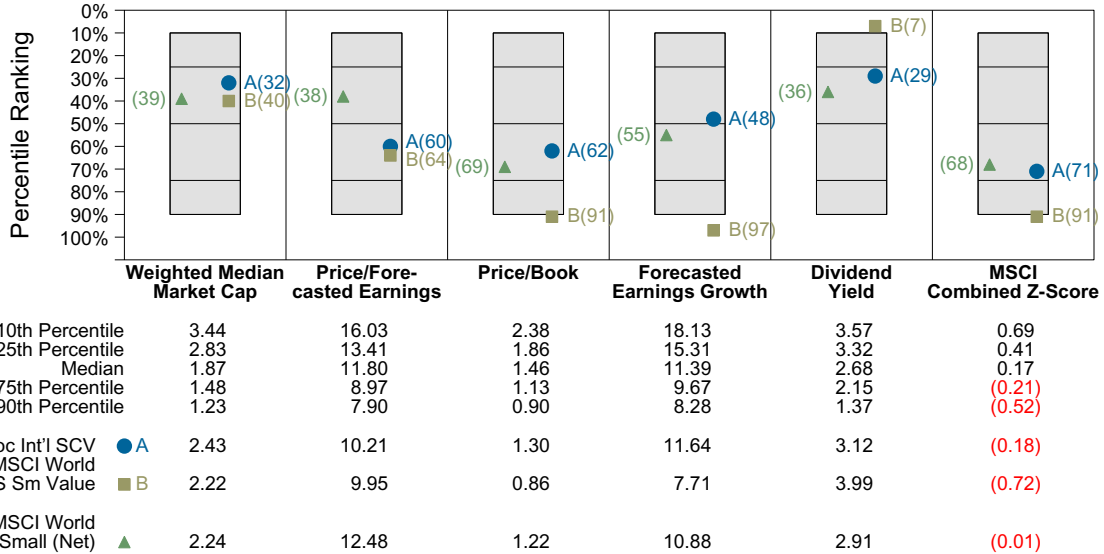 Percentile Ranking
0%
10%
20%
30%
40%
50%
60%
70%
80%
90%
100%
(39) A(32) B(40)
(38) A(60) B(64)
(69) A(62) B(91)
(55) A(48) B(97)
(36) B(7) A(29)
(68) A(71) B(91)
Weighted Median Price/Fore- Price/Book Forecasted Dividend MSCI
Market Cap casted Earnings Earnings Growth Yield Combined Z-Score
10th Percentile 3.44 16.03 2.38 18.13 3.57 0.69
25th Percentile 2.83 13.41 1.86 15.31 3.32 0.41
Median 1.87 11.80 1.46 11.39 2.68 0.17
75th Percentile 1.48 8.97 1.13 9.67 2.15 (0.21)
90th Percentile 1.23 7.90 0.90 8.28 1.37 (0.52)
Int'l SCV A 2.43 10.21 1.30 11.64 3.12 (0.18)
MSCI World
Sm Value B 2.22 9.95 0.86 7.71 3.99 (0.72)
MSCI World
Small (Net) 2.24 12.48 1.22 10.88 2.91 (0.01)